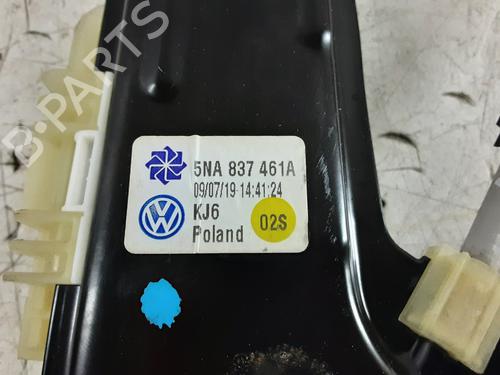 B-PARTS
5NA 837 461A
09/07/19 14:41:24
KJ6
Poland
02S